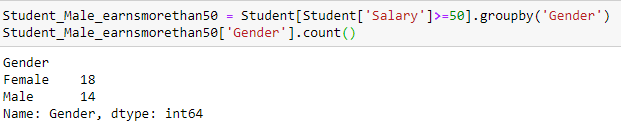 Student_Male_earnsmorethan50 = Student[Student['Salary']>=50].groupby('Gender')
Student_Male_earnsmorethan50['Gender'].count()
Gender
Female    18
Male      14
Name: Gender, dtype: int64